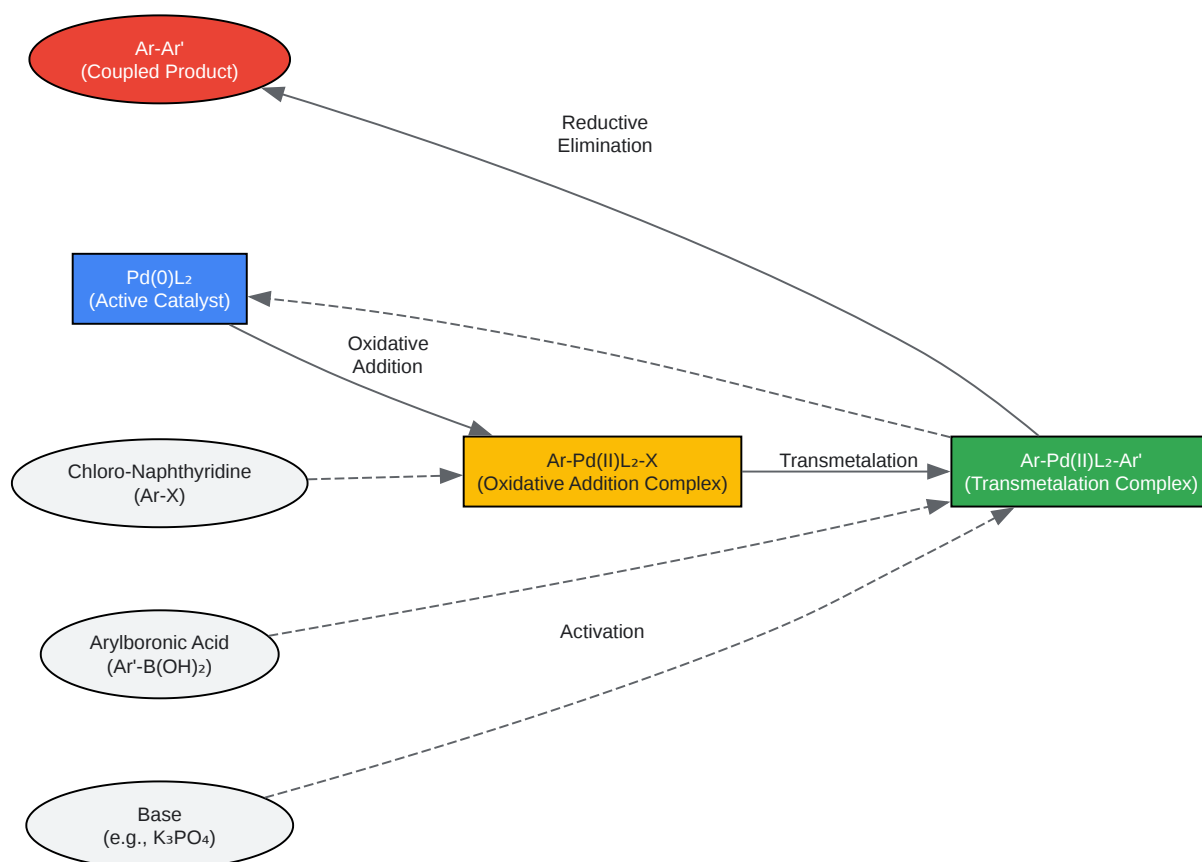 Ar-Ar'
(Coupled Product)
Reductive
Elimination
Pd(0)L₂
(Active Catalyst)
Oxidative
Addition
Chloro-Naphthyridine
(Ar-X)
Ar-Pd(II)L₂-X
(Oxidative Addition Complex)
Transmetalation
Ar-Pd(II)L₂-Ar'
(Transmetalation Complex)
Arylboronic Acid
(Ar'-B(OH)₂)
Activation
Base
(e.g., K₃PO₄)